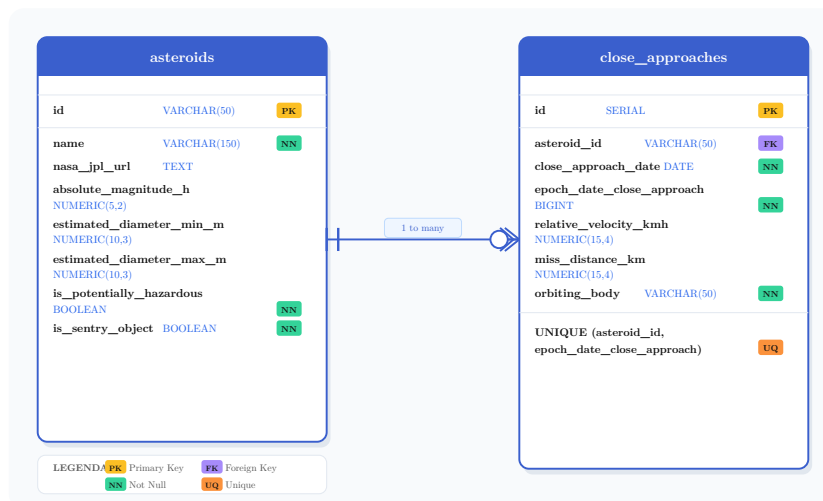 asteroids
id VARCHAR(50) PK
name VARCHAR(150) NN
nasa_jpl_url TEXT
absolute_magnitude_h
NUMERIC(5,2)
estimated_diameter_min_m
NUMERIC(10,3)
estimated_diameter_max_m
NUMERIC(10,3)
is_potentially_hazardous
BOOLEAN NN
is_sentry_object BOOLEAN NN
1 to many
close_approaches
id SERIAL PK
asteroid_id VARCHAR(50) FK
close_approach_date DATE NN
epoch_date_close_approach
BIGINT NN
relative_velocity_kmh
NUMERIC(15,4)
miss_distance_km
NUMERIC(15,4)
orbiting_body VARCHAR(50) NN
UNIQUE (asteroid_id,
epoch_date_close_approach) UQ
LEGENDA PK Primary Key FK Foreign Key
NN Not Null UQ Unique